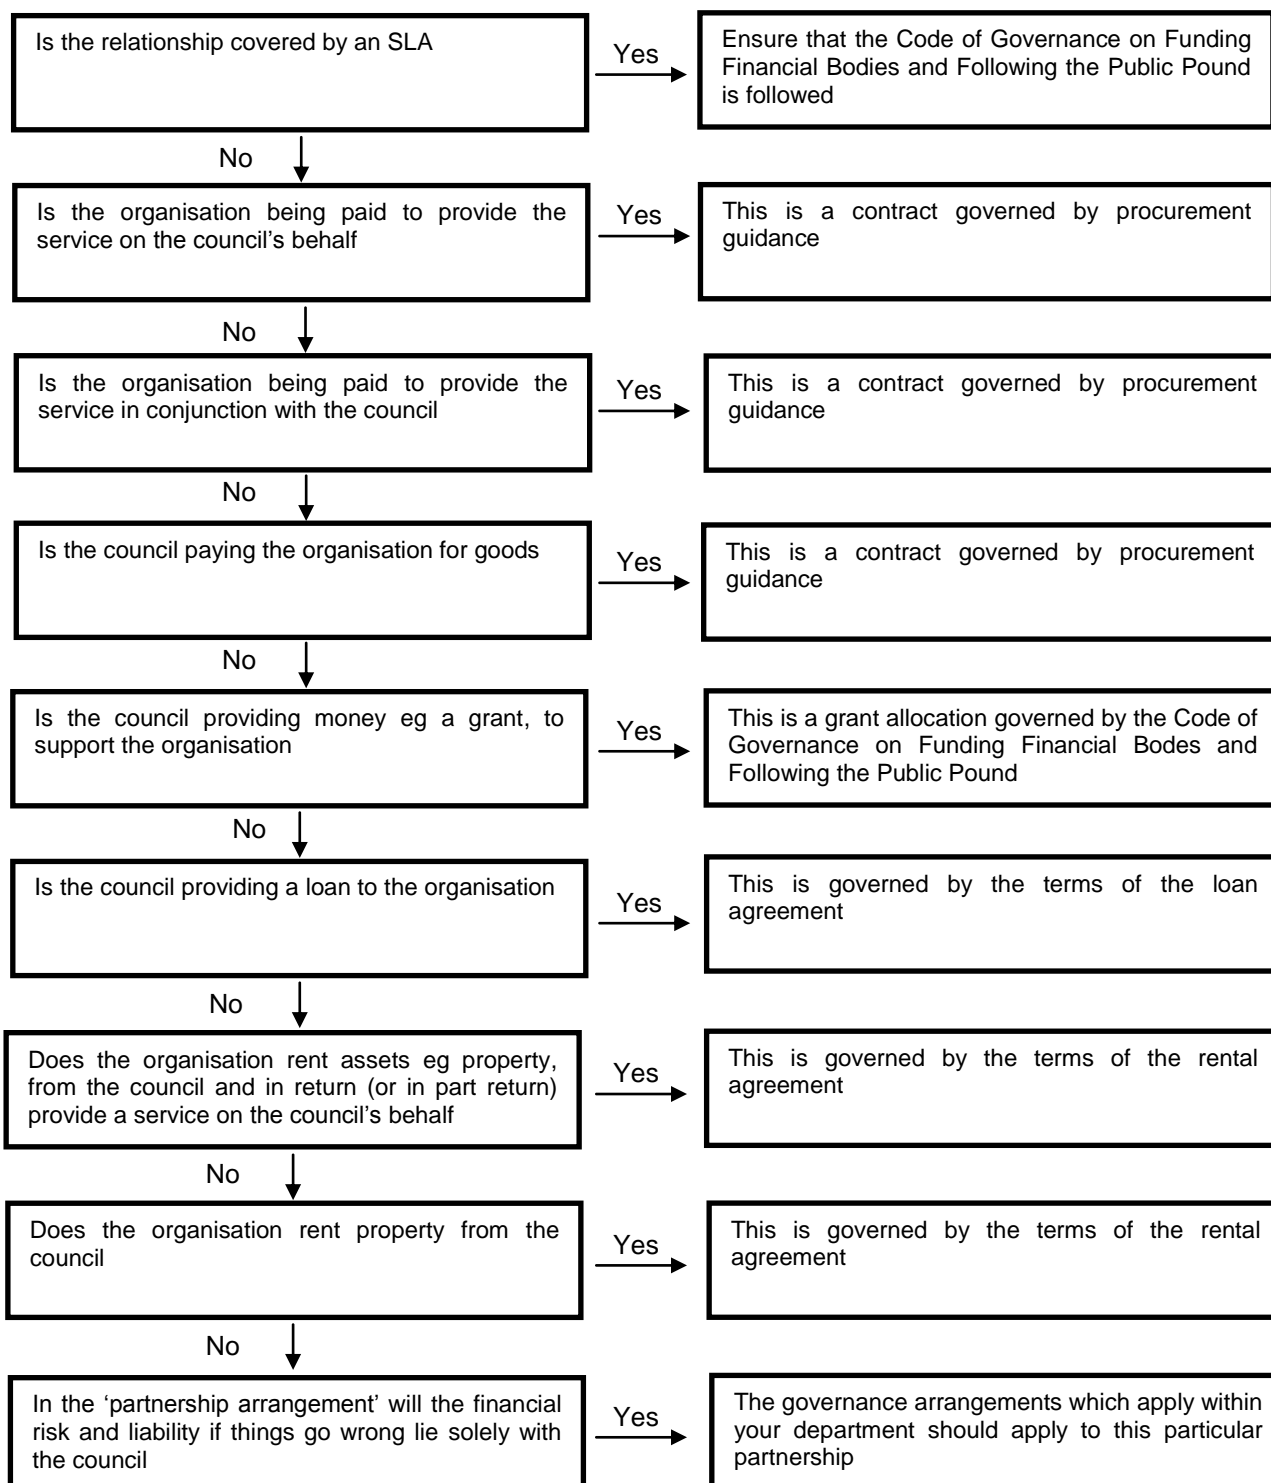 Is the relationship covered by an SLA
Yes
Ensure that the Code of Governance on Funding
Financial Bodies and Following the Public Pound
is followed
No
Is the organisation being paid to provide the
service on the council’s behalf
Yes
This is a contract governed by procurement
guidance
No
Is the organisation being paid to provide the
service in conjunction with the council
Yes
This is a contract governed by procurement
guidance
No
Is the council paying the organisation for goods
Yes
This is a contract governed by procurement
guidance
No
Is the council providing money eg a grant, to
support the organisation
Yes
This is a grant allocation governed by the Code of
Governance on Funding Financial Bodes and
Following the Public Pound
No
Is the council providing a loan to the organisation
Yes
This is governed by the terms of the loan
agreement
No
Does the organisation rent assets eg property,
from the council and in return (or in part return)
provide a service on the council’s behalf
Yes
This is governed by the terms of the rental
agreement
No
Does the organisation rent property from the
council
Yes
This is governed by the terms of the rental
agreement
No
In the ‘partnership arrangement’ will the financial
risk and liability if things go wrong lie solely with
the council
Yes
The governance arrangements which apply within
your department should apply to this particular
partnership